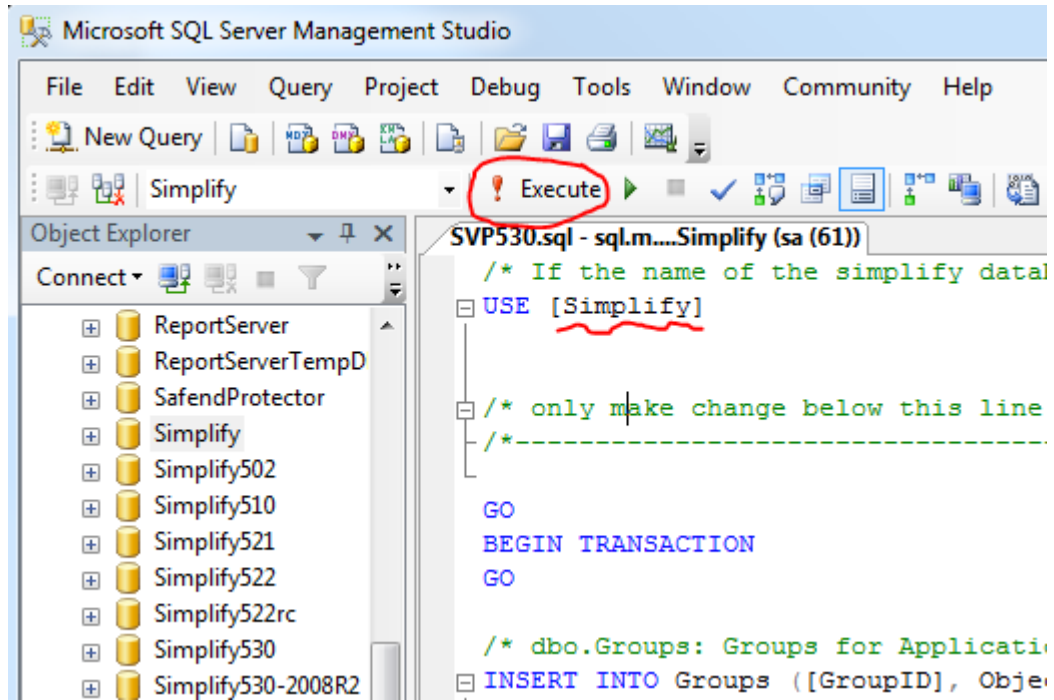 Microsoft SQL Server Management Studio
File Edit View Query Project Debug Tools Window Community Help
New Query
Simplify
Execute
Object Explorer
SVP530.sql - sql.m....Simplify (sa (61))
Connect
ReportServer
ReportServerTempD
SafendProtector
Simplify
Simplify502
Simplify510
Simplify521
Simplify522
Simplify522rc
Simplify530
Simplify530-2008R2
/* If the name of the simplify datab
USE [Simplify]
/* only make change below this line
/*-----------------------------------
GO
BEGIN TRANSACTION
GO
/* dbo.Groups: Groups for Applicatio
INSERT INTO Groups ([GroupID], Objec